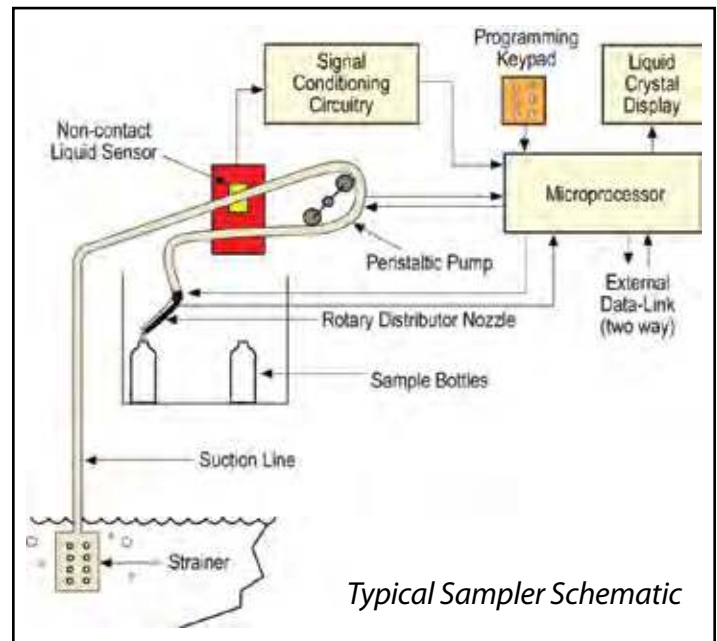 Programming
Keypad
Signal
Conditioning
Circuitry
Liquid
Crystal
Display
Non-contact
Liquid Sensor
Microprocessor
Peristaltic Pump
External
Data-Link
(two way)
Rotary Distributor Nozzle
Sample Bottles
Suction Line
Strainer
Typical Sampler Schematic